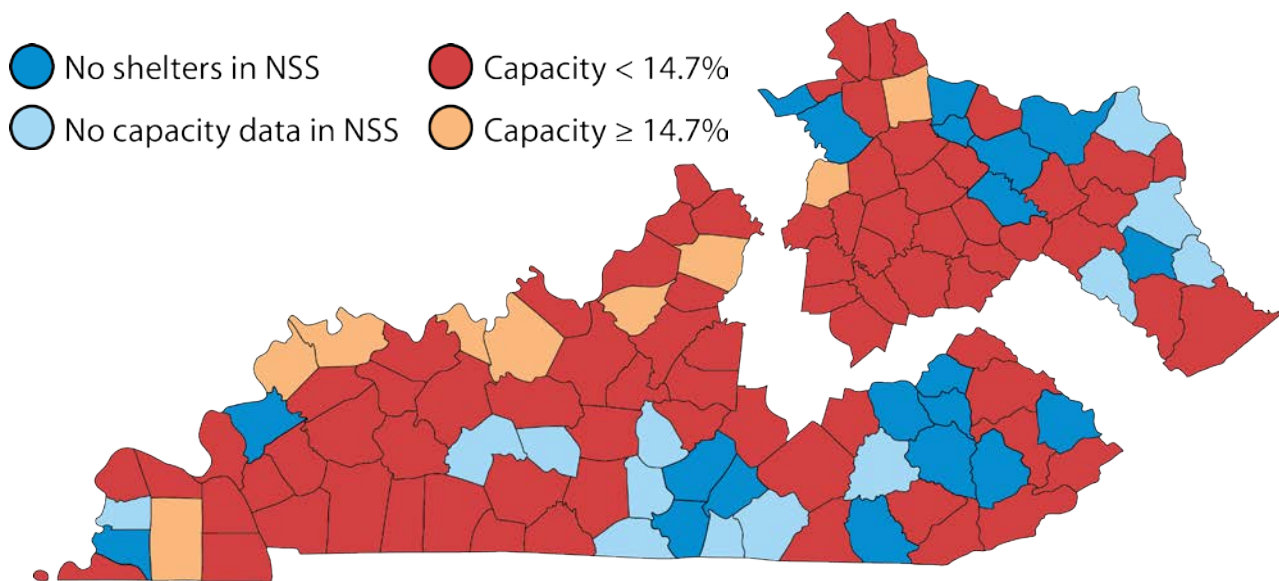 No shelters in NSS
Capacity < 14.7%
No capacity data in NSS
Capacity ≥ 14.7%